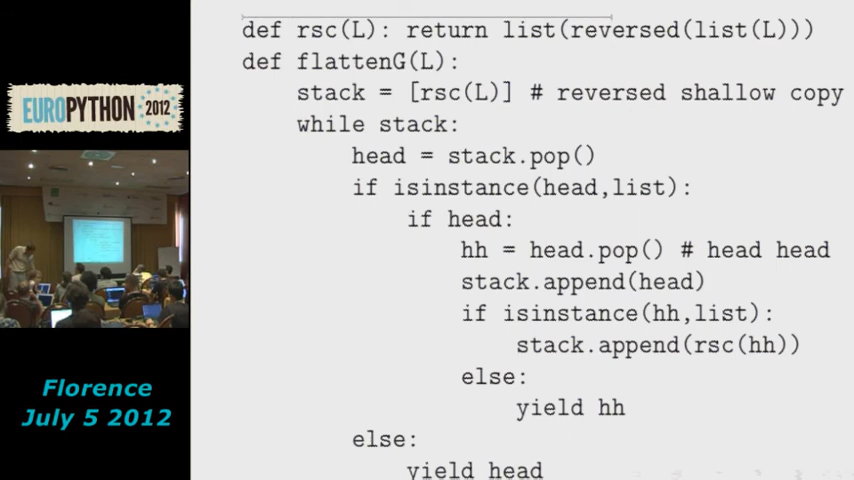 EUROPYTHON 2012
Florence
July 5 2012
def rsc(L): return list(reversed(list(L)))
def flattenG(L):
stack = [rsc(L)] # reversed shallow copy
while stack:
head = stack.pop()
if isinstance(head,list):
if head:
hh = head.pop() # head head
stack.append(head)
if isinstance(hh,list):
stack.append(rsc(hh))
else:
yield hh
else:
yield head